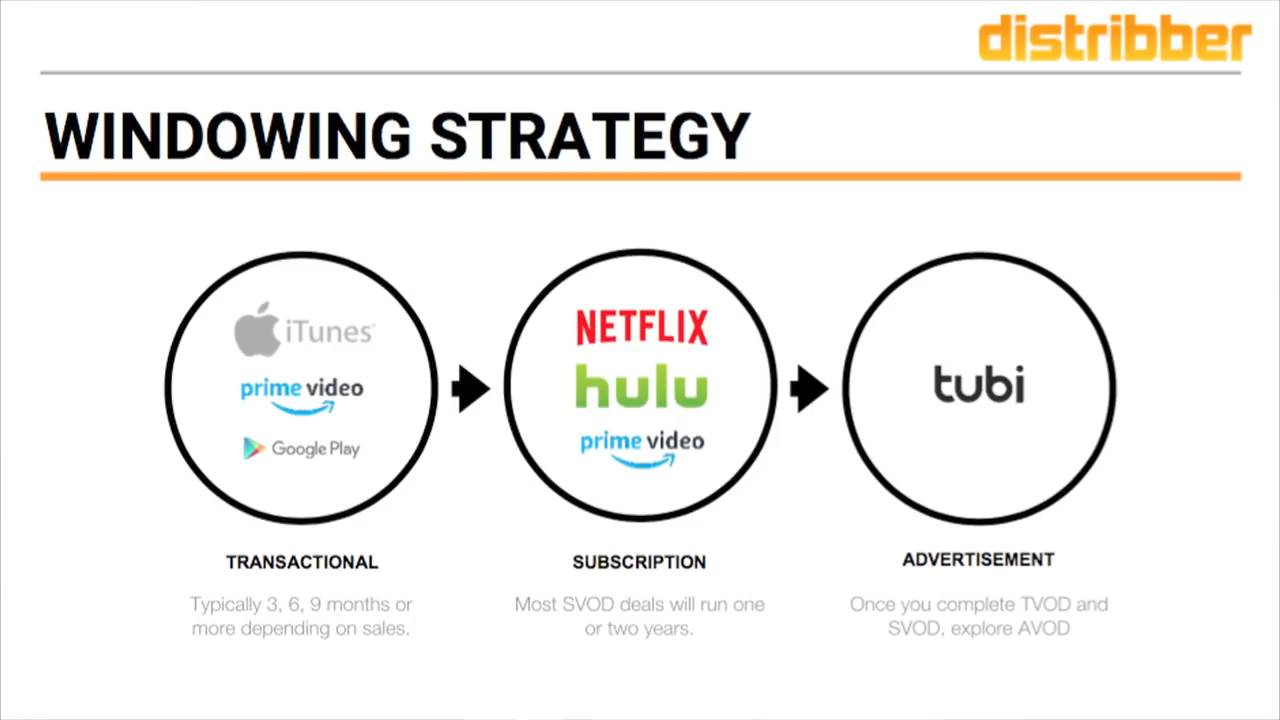 distribber
WINDOWING STRATEGY
iTunes
prime video
Google Play
NETFLIX
hulu
prime video
tubi
TRANSACTIONAL
Typically 3, 6, 9 months or
more depending on sales.
SUBSCRIPTION
Most SVOD deals will run one
or two years.
ADVERTISEMENT
Once you complete TVOD and
SVOD, explore AVOD